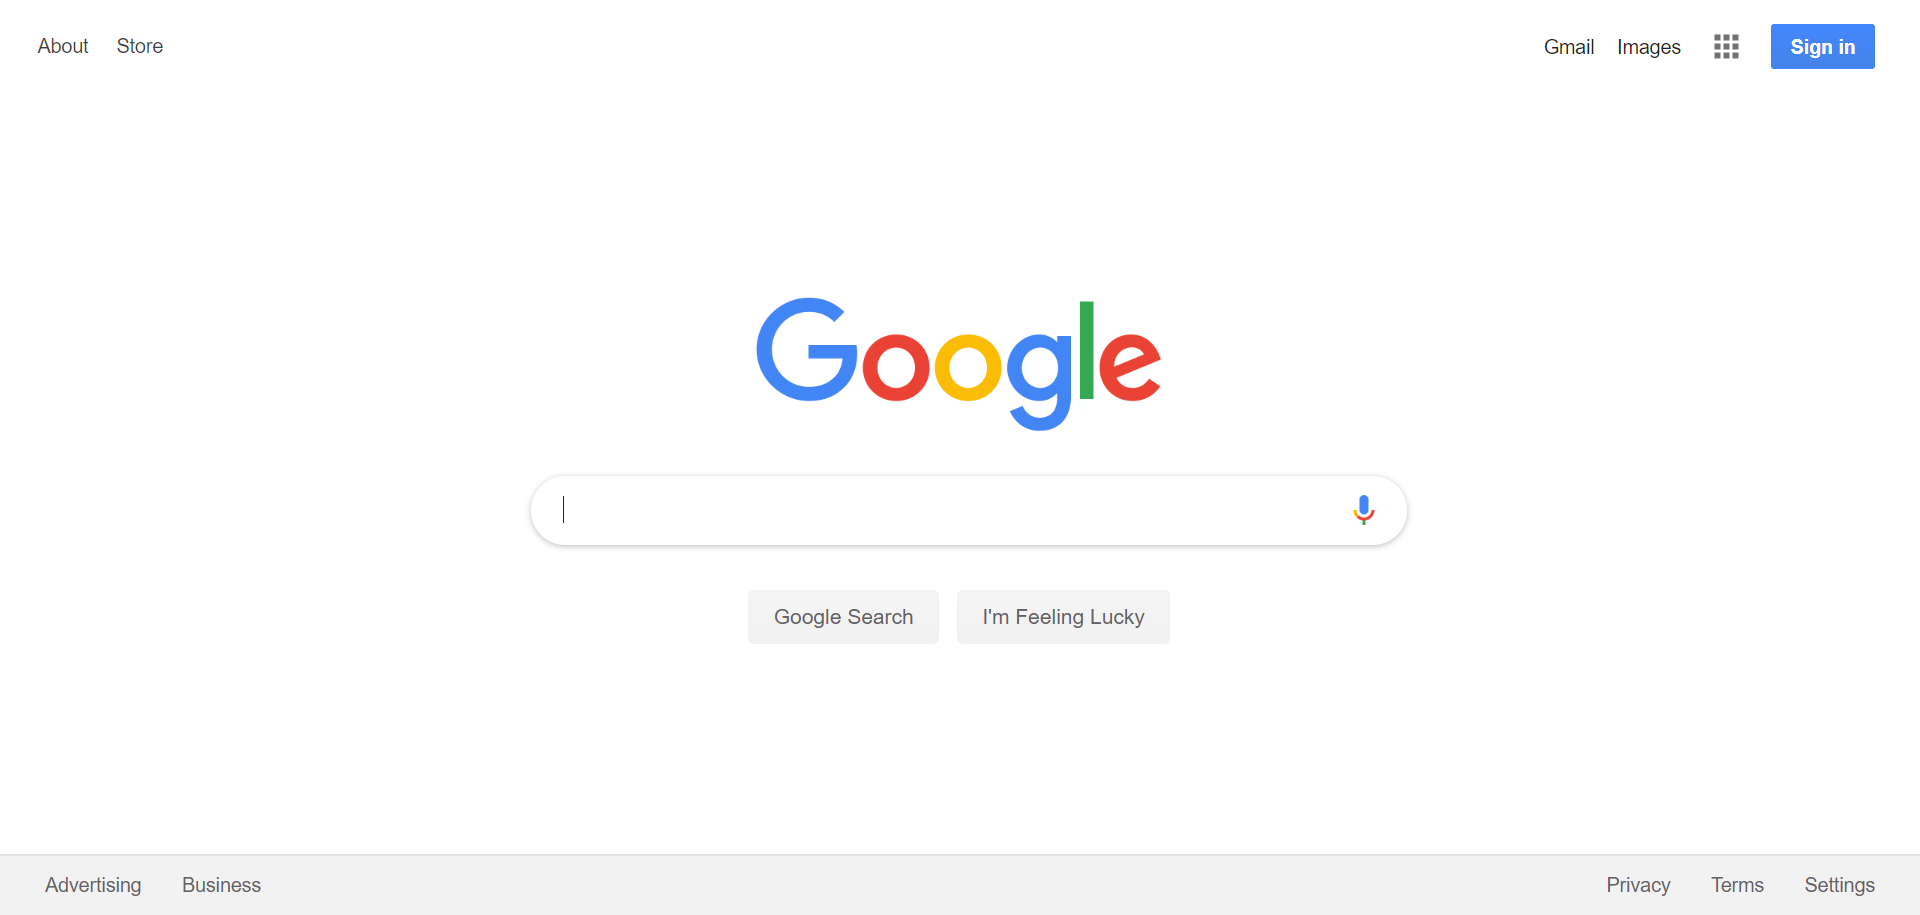 About Store Gmail Images Sign in
Google
Google Search I'm Feeling Lucky
Advertising Business Privacy Terms Settings